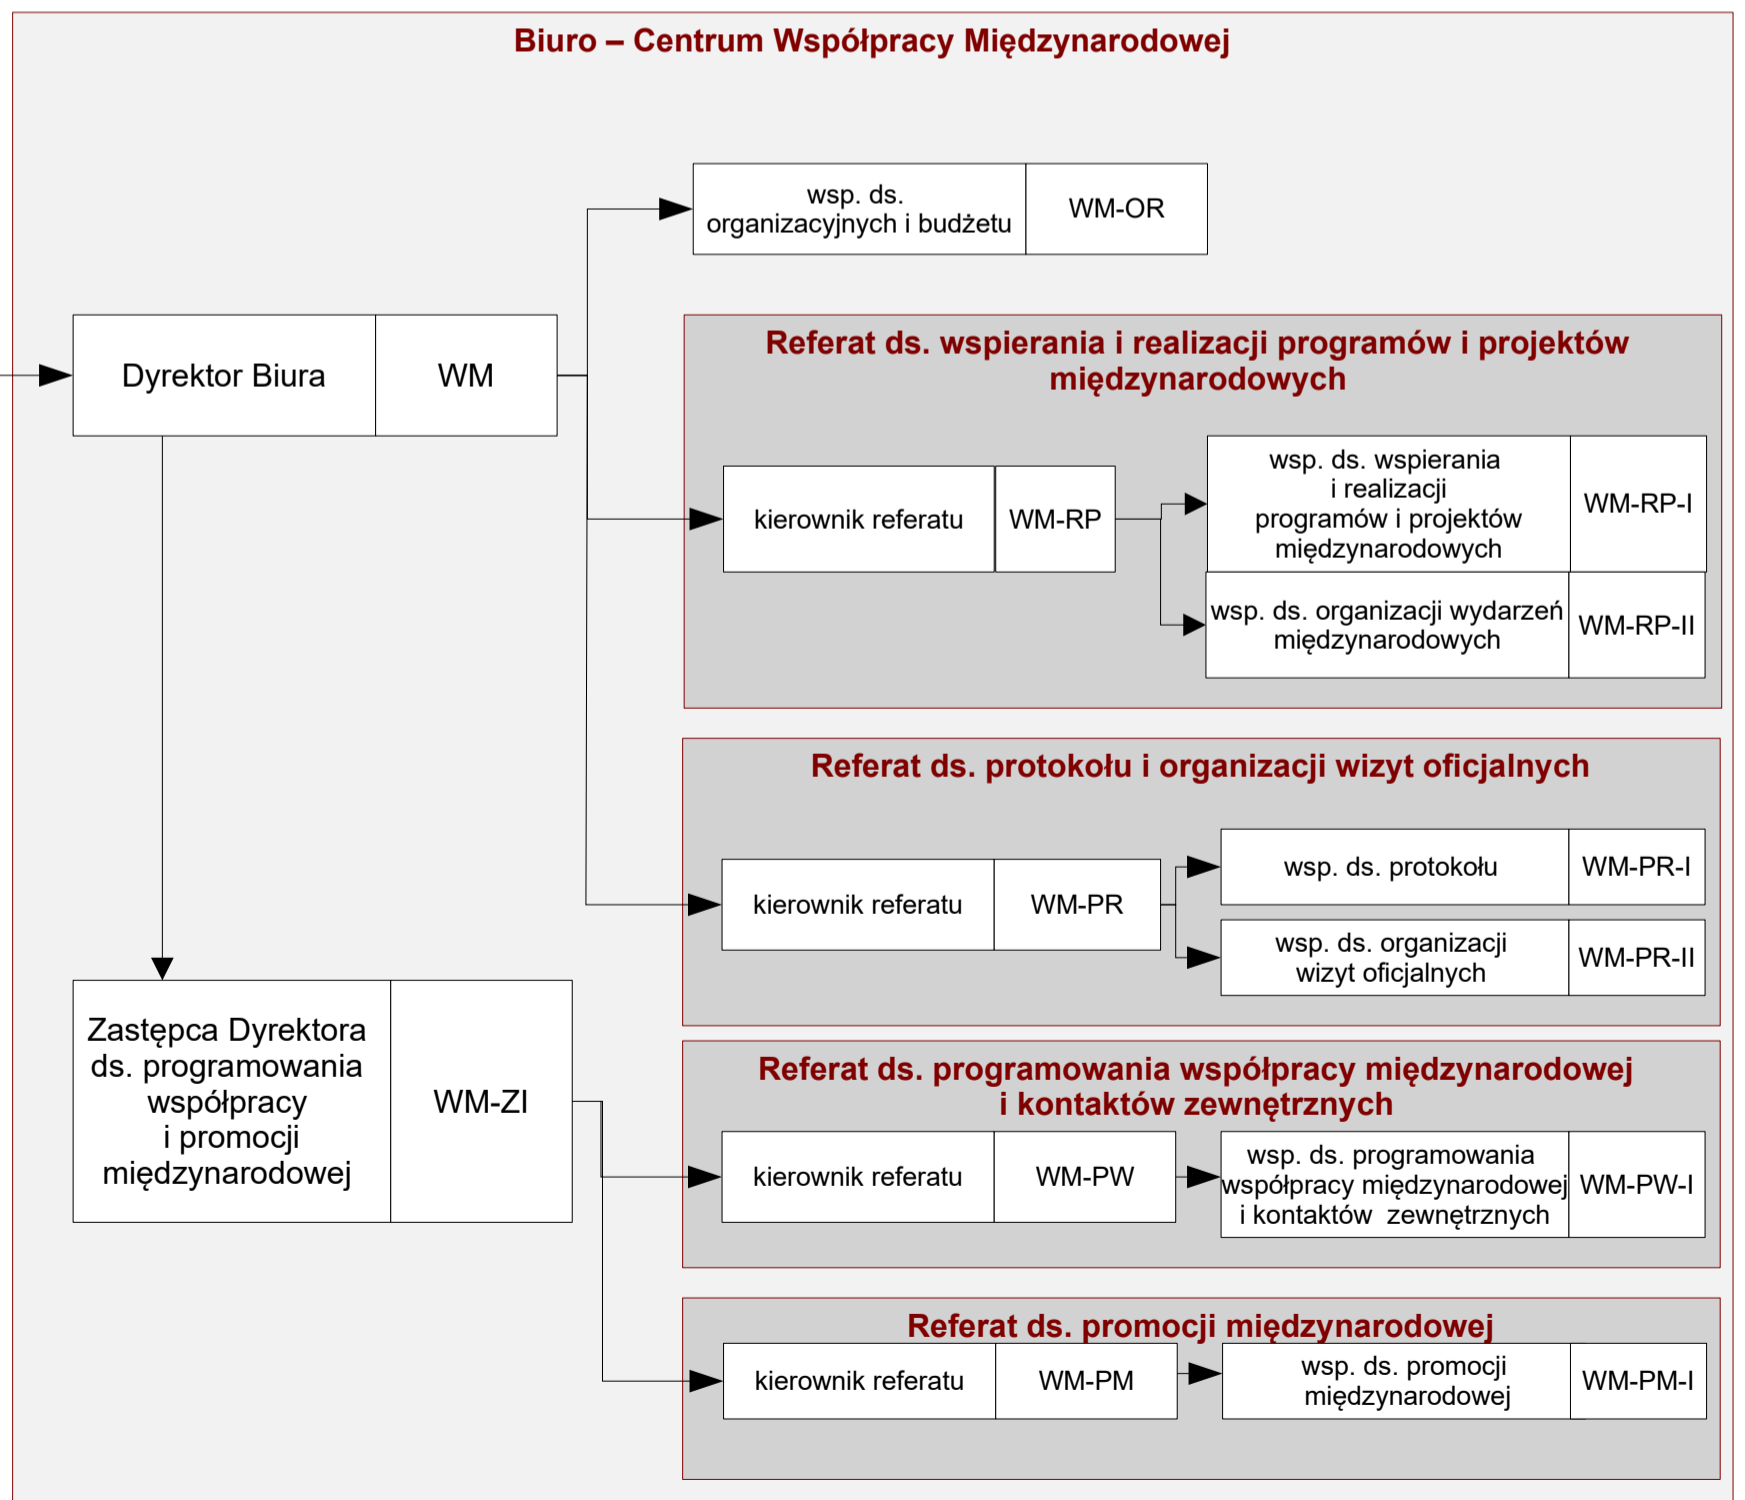 Biuro – Centrum Współpracy Międzynarodowej
wsp. ds.
organizacyjnych i budżetu
WM-OR
Dyrektor Biura
WM
Referat ds. wspierania i realizacji programów i projektów
międzynarodowych
kierownik referatu
WM-RP
wsp. ds. wspierania
i realizacji
programów i projektów
międzynarodowych
WM-RP-I
wsp. ds. organizacji wydarzeń
międzynarodowych
WM-RP-II
Referat ds. protokołu i organizacji wizyt oficjalnych
kierownik referatu
WM-PR
wsp. ds. protokołu
WM-PR-I
wsp. ds. organizacji
wizyt oficjalnych
WM-PR-II
Zastępca Dyrektora
ds. programowania
współpracy
i promocji
międzynarodowej
WM-ZI
Referat ds. programowania współpracy międzynarodowej
i kontaktów zewnętrznych
kierownik referatu
WM-PW
wsp. ds. programowania
współpracy międzynarodowej
i kontaktów zewnętrznych
WM-PW-I
Referat ds. promocji międzynarodowej
kierownik referatu
WM-PM
wsp. ds. promocji
międzynarodowej
WM-PM-I